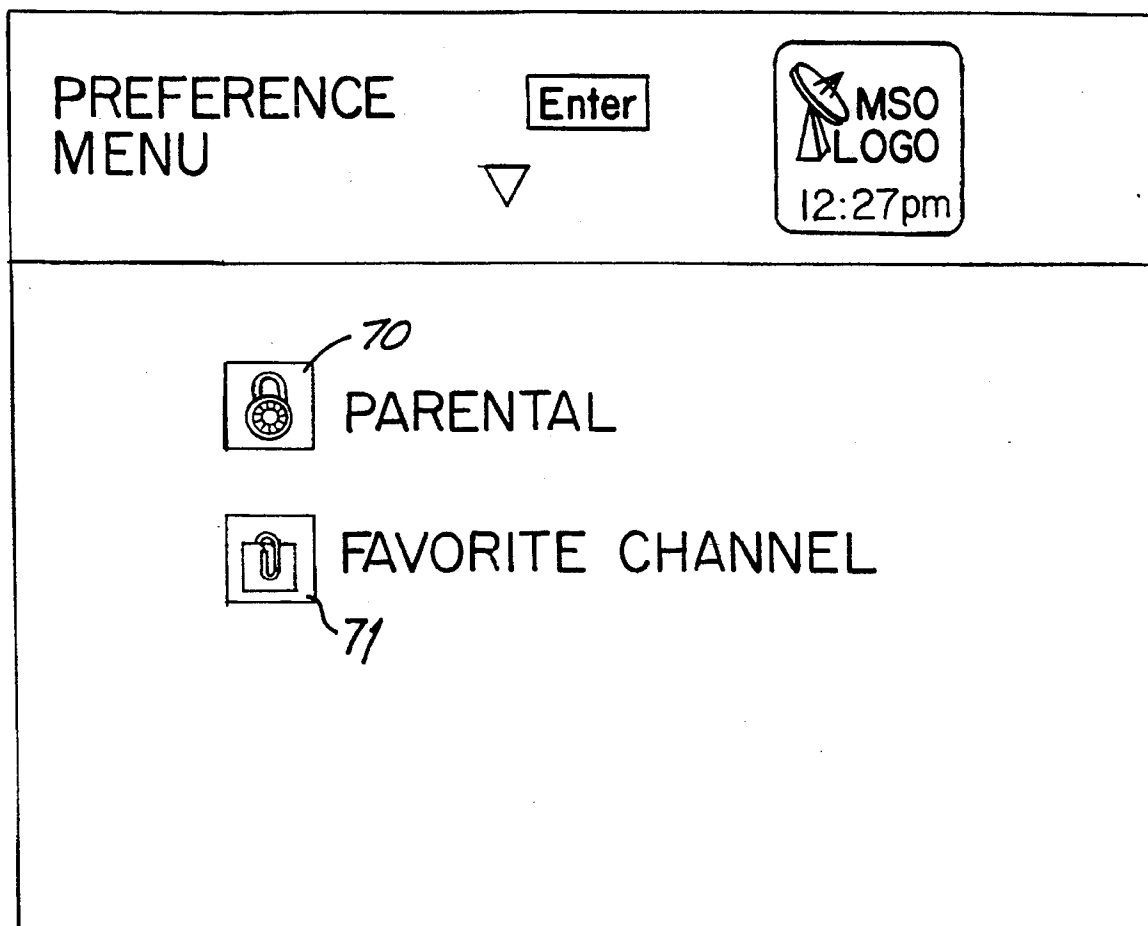 PREFERENCE
MENU
Enter
MSO
LOGO
12:27pm
70
PARENTAL
FAVORITE CHANNEL
71